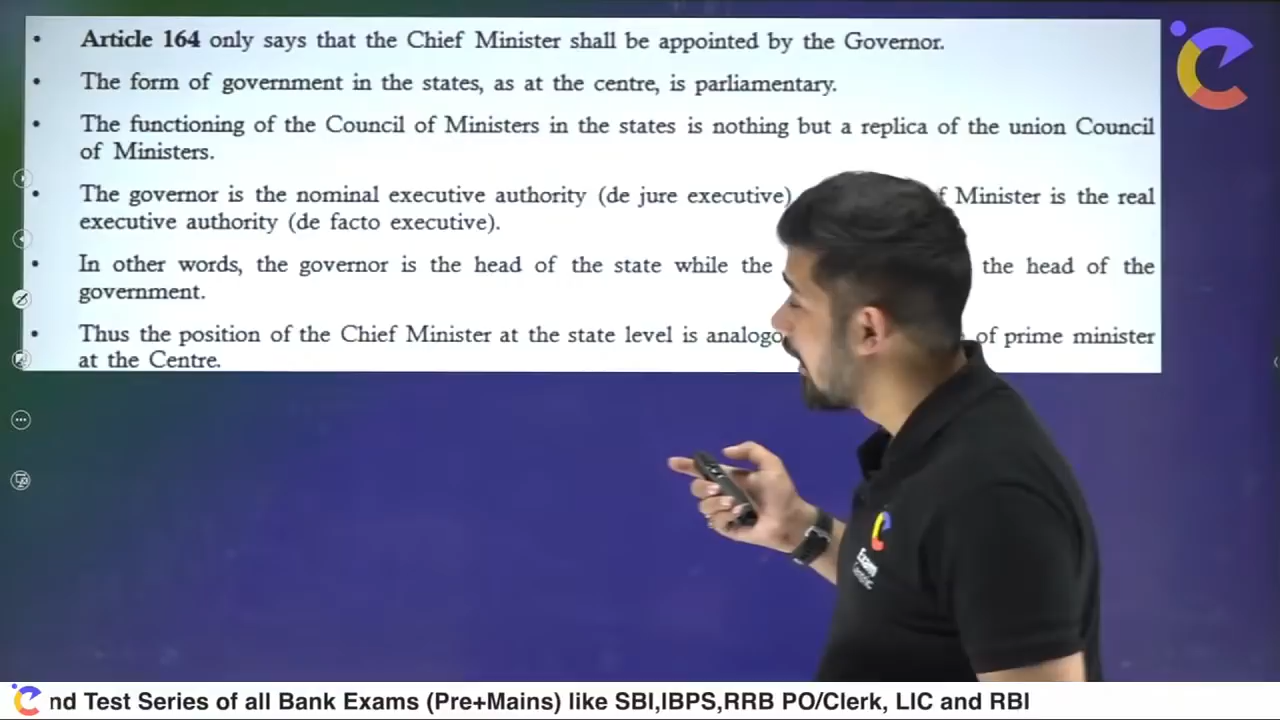 • Article 164 only says that the Chief Minister shall be appointed by the Governor.
• The form of government in the states, as at the centre, is parliamentary.
• The functioning of the Council of Ministers in the states is nothing but a replica of the union Council
of Ministers.
• The governor is the nominal executive authority (de jure executive) Minister is the real
executive authority (de facto executive).
• In other words, the governor is the head of the state while the the head of the
government.
• Thus the position of the Chief Minister at the state level is of prime minister
at the Centre.
Exam
nd Test Series of all Bank Exams (Pre+Mains) like SBI,IBPS,RRB PO/Clerk, LIC and RBI